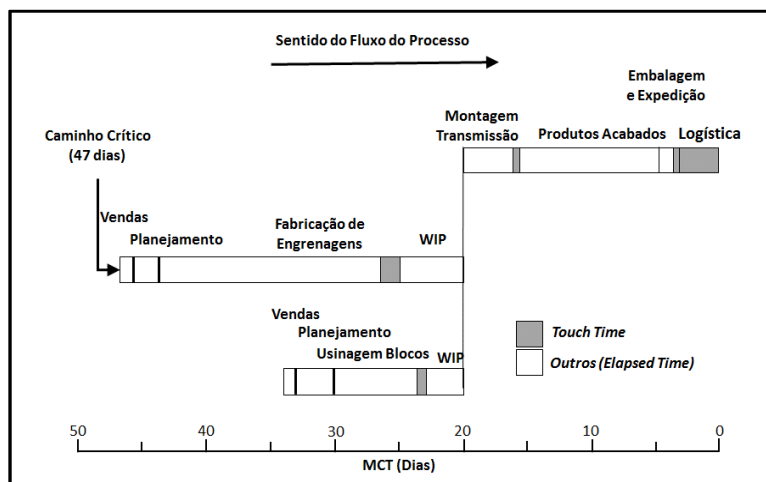 Sentido do Fluxo do Processo
Embalagem
e Expedição
Montagem
Transmissão
Produtos Acabados
Logística
Caminho Crítico
(47 dias)
Vendas
Planejamento
Fabricação de
Engrenagens
WIP
Vendas
Planejamento
Usinagem Blocos
WIP
Touch Time
Outros (Elapsed Time)
50 40 30 20 10 0
MCT (Dias)